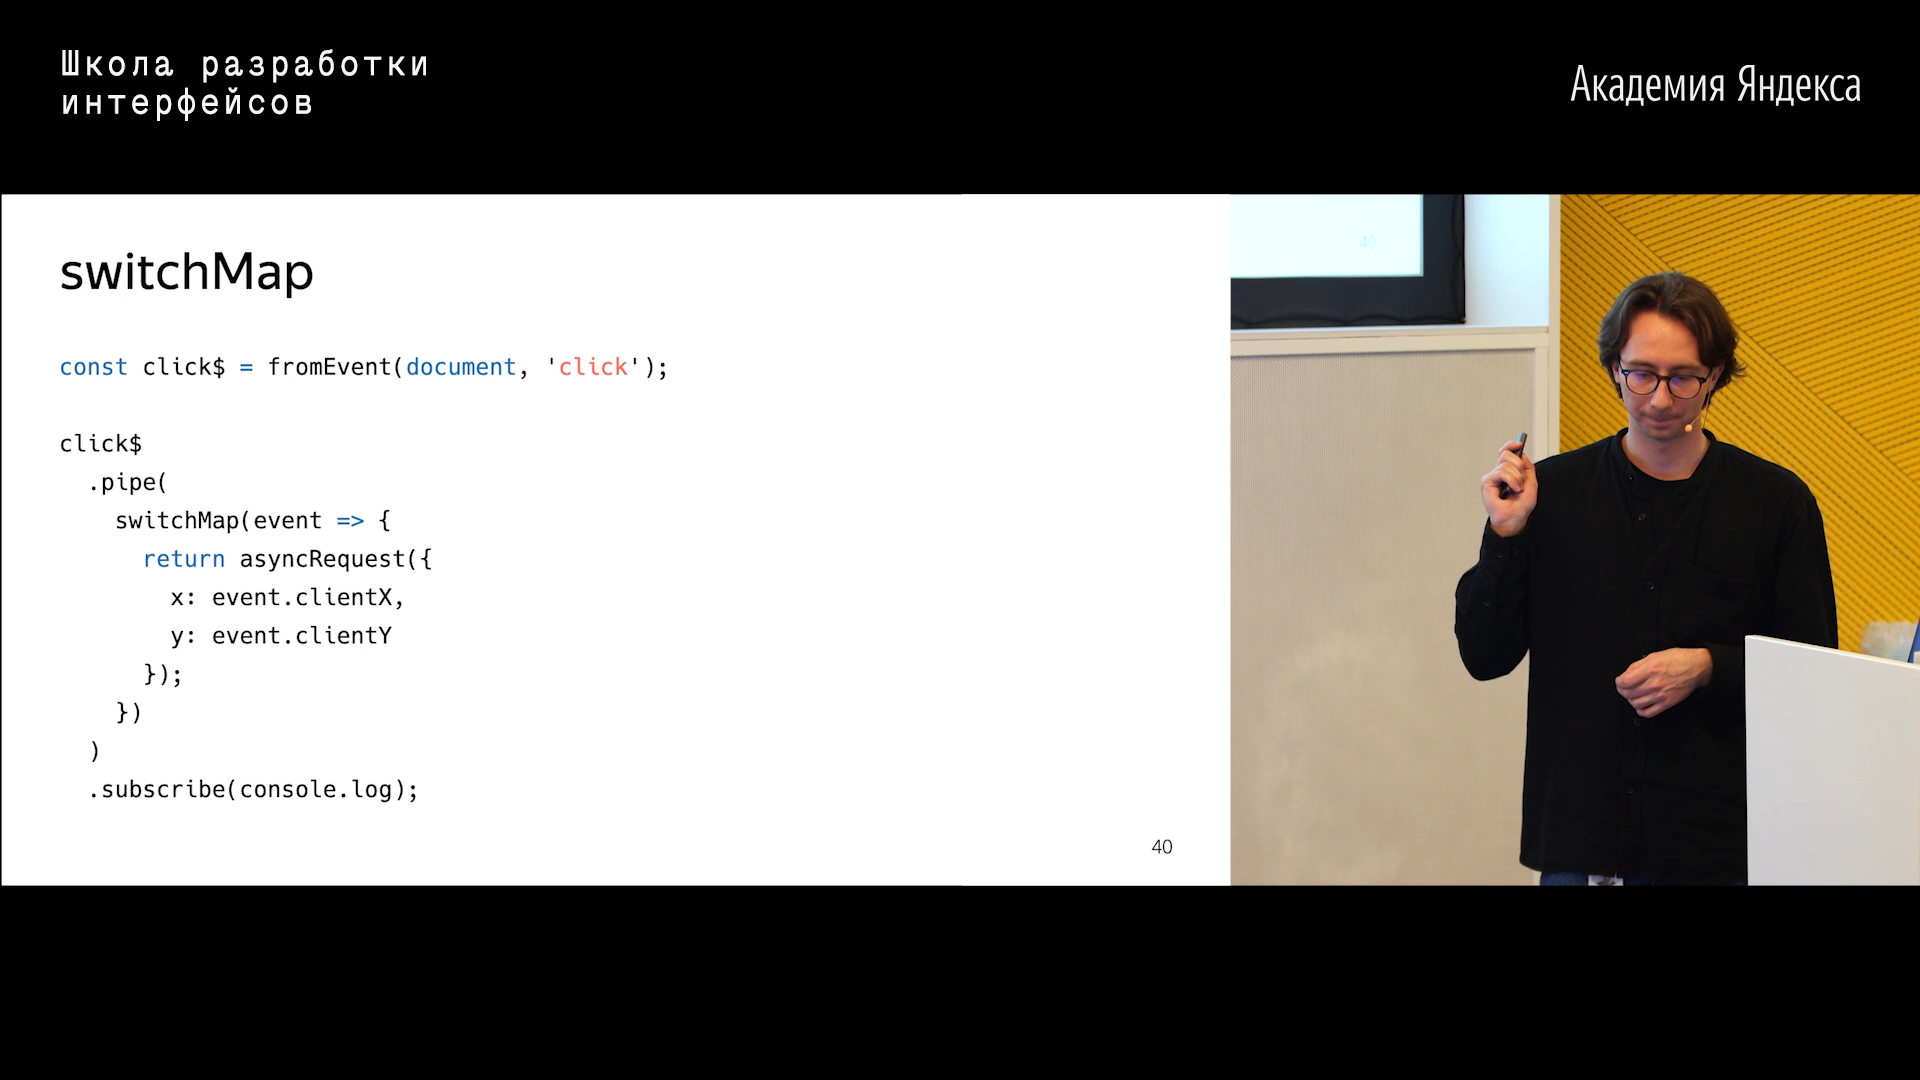 Школа разработки
интерфейсов
Академия Яндекса
switchMap
const click$ = fromEvent(document, 'click');
click$
.pipe(
switchMap(event => {
return asyncRequest({
x: event.clientX,
y: event.clientY
});
})
)
.subscribe(console.log);
40
40